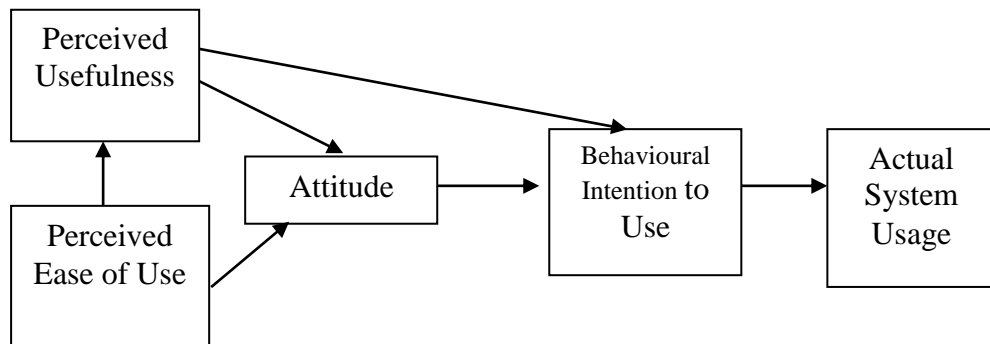 Perceived
Usefulness
Perceived
Ease of Use
Attitude
Behavioural
Intention to
Use
Actual
System
Usage